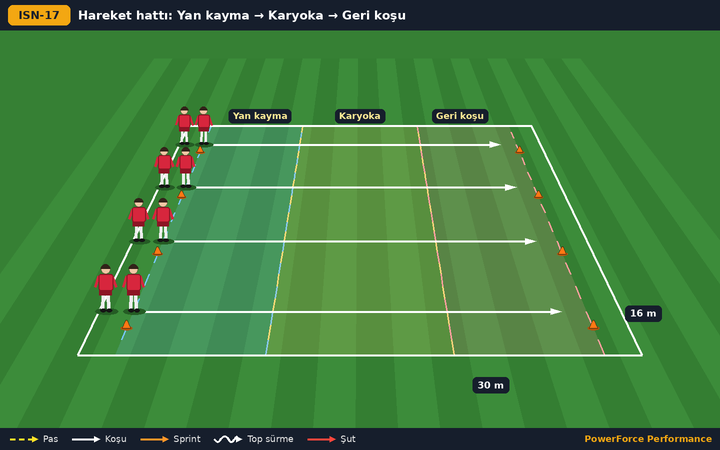 ISN-17 Hareket hattı: Yan kayma → Karyoka → Geri koşu
Yan kayma Karyoka Geri koşu
16 m
30 m
Pas Koşu Sprint Top sürme Şut PowerForce Performance